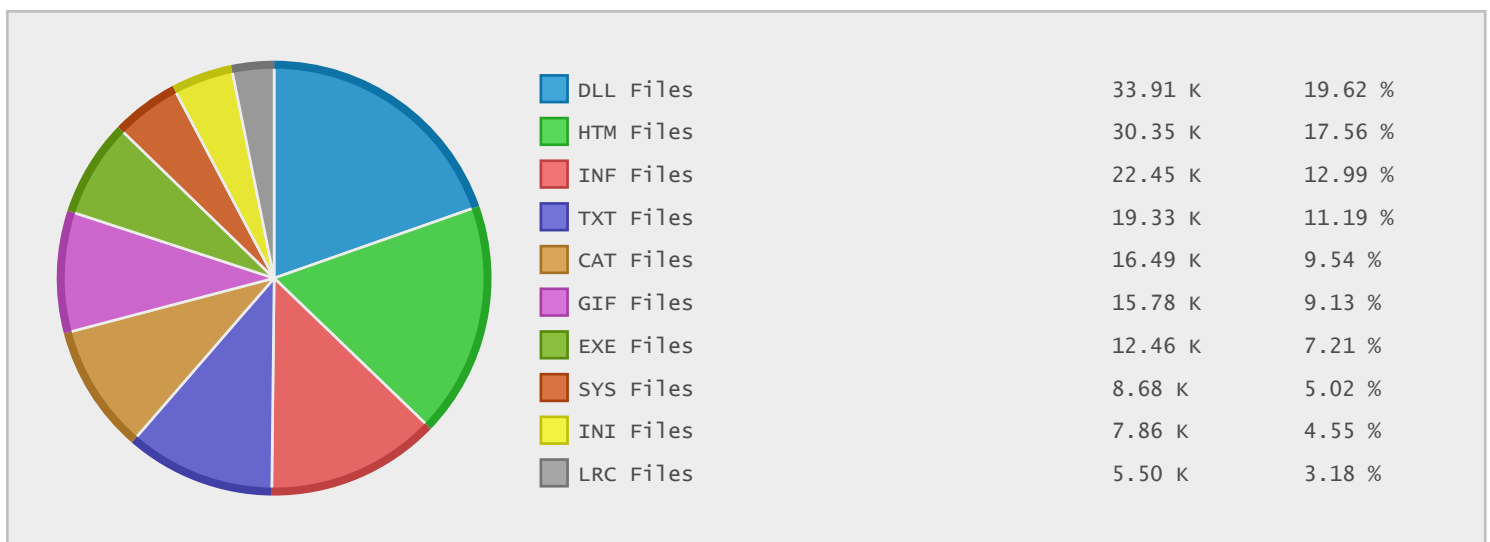 DLL Files 33.91 K 19.62 %
HTM Files 30.35 K 17.56 %
INF Files 22.45 K 12.99 %
TXT Files 19.33 K 11.19 %
CAT Files 16.49 K 9.54 %
GIF Files 15.78 K 9.13 %
EXE Files 12.46 K 7.21 %
SYS Files 8.68 K 5.02 %
INI Files 7.86 K 4.55 %
LRC Files 5.50 K 3.18 %